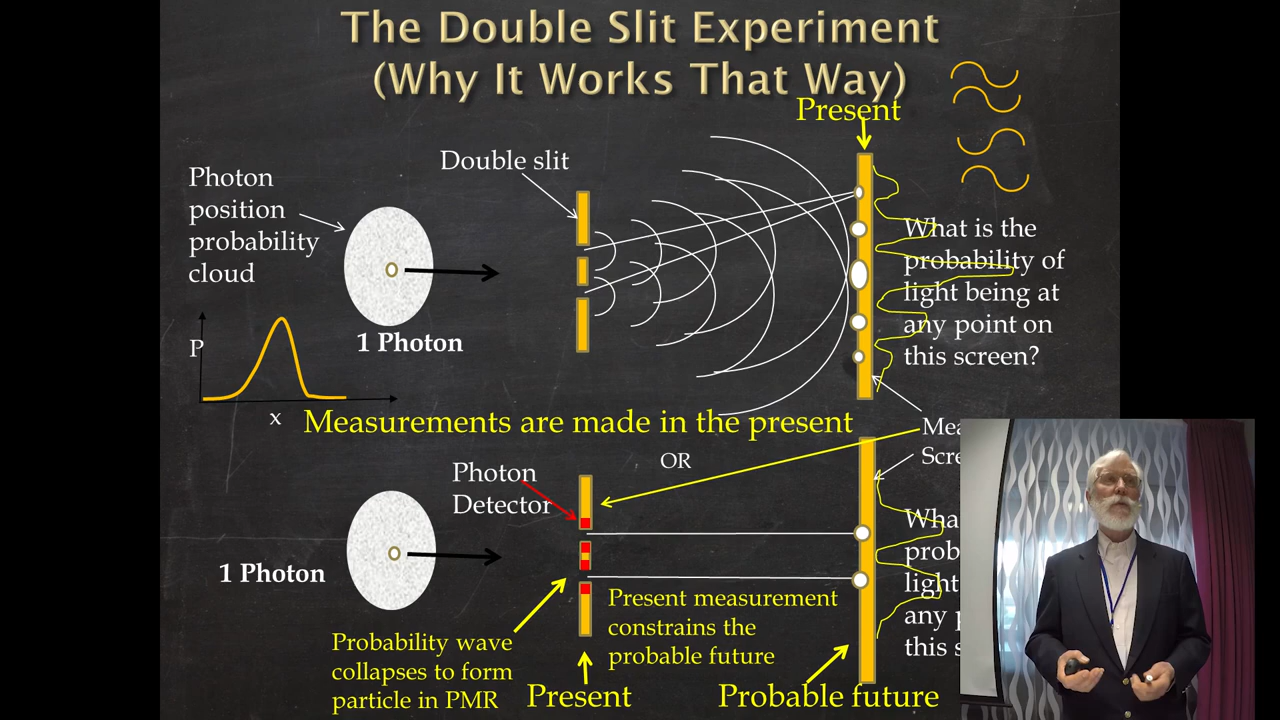 The Double Slit Experiment
(Why It Works That Way)
Present
Double slit
Photon
position
probability
cloud
What is the
probability of
light being at
any point on
this screen?
P
1 Photon
x
Measurements are made in the present
OR
Photon
Detector
1 Photon
Present measurement
constrains the
probable future
Probability wave
collapses to form
particle in PMR
Present
Probable future
any
this